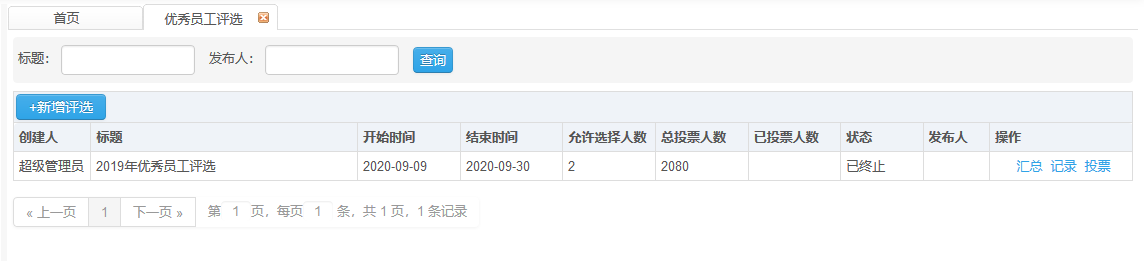 首页 优秀员工评选
标题： 发布人： 查询
+新增评选
创建人 标题 开始时间 结束时间 允许选择人数 总投票人数 已投票人数 状态 发布人 操作
超级管理员 2019年优秀员工评选 2020-09-09 2020-09-30 2 2080 已终止 汇总 记录 投票
« 上一页 1 下一页 » 第 1 页，每页 1 条，共 1 页，1 条记录